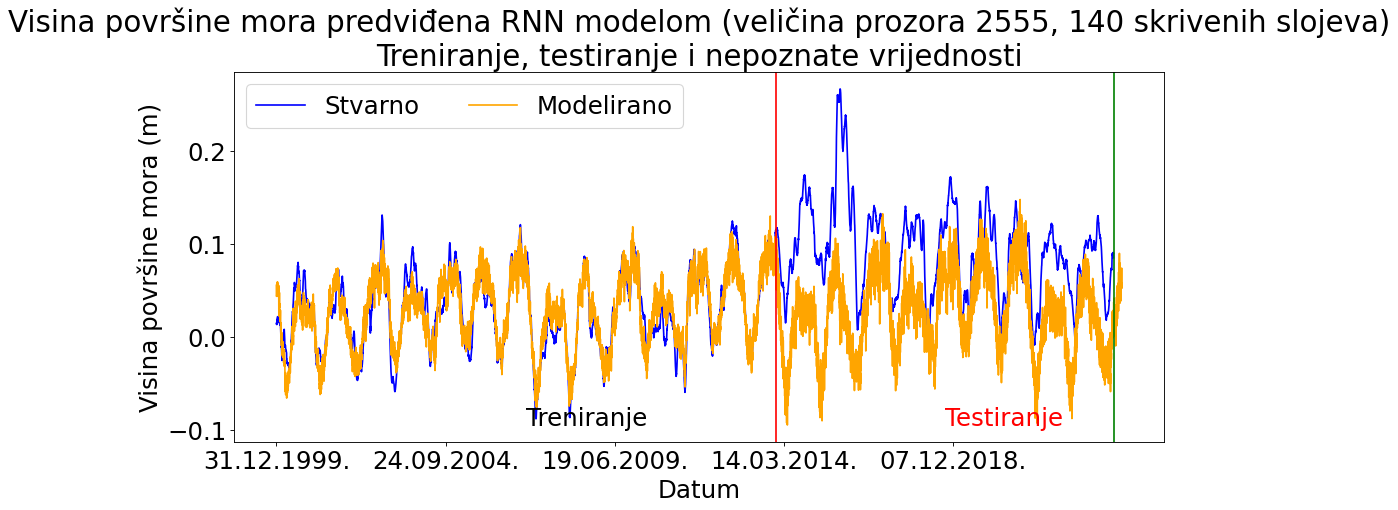 Visina površine mora predviđena RNN modelom (veličina prozora 2555, 140 skrivenih slojeva)
Treniranje, testiranje i nepoznate vrijednosti
Stvarno Modelirano
Visina površine mora (m)
0.2
0.1
0.0
−0.1
Treniranje Testiranje
31.12.1999. 24.09.2004. 19.06.2009. 14.03.2014. 07.12.2018.
Datum